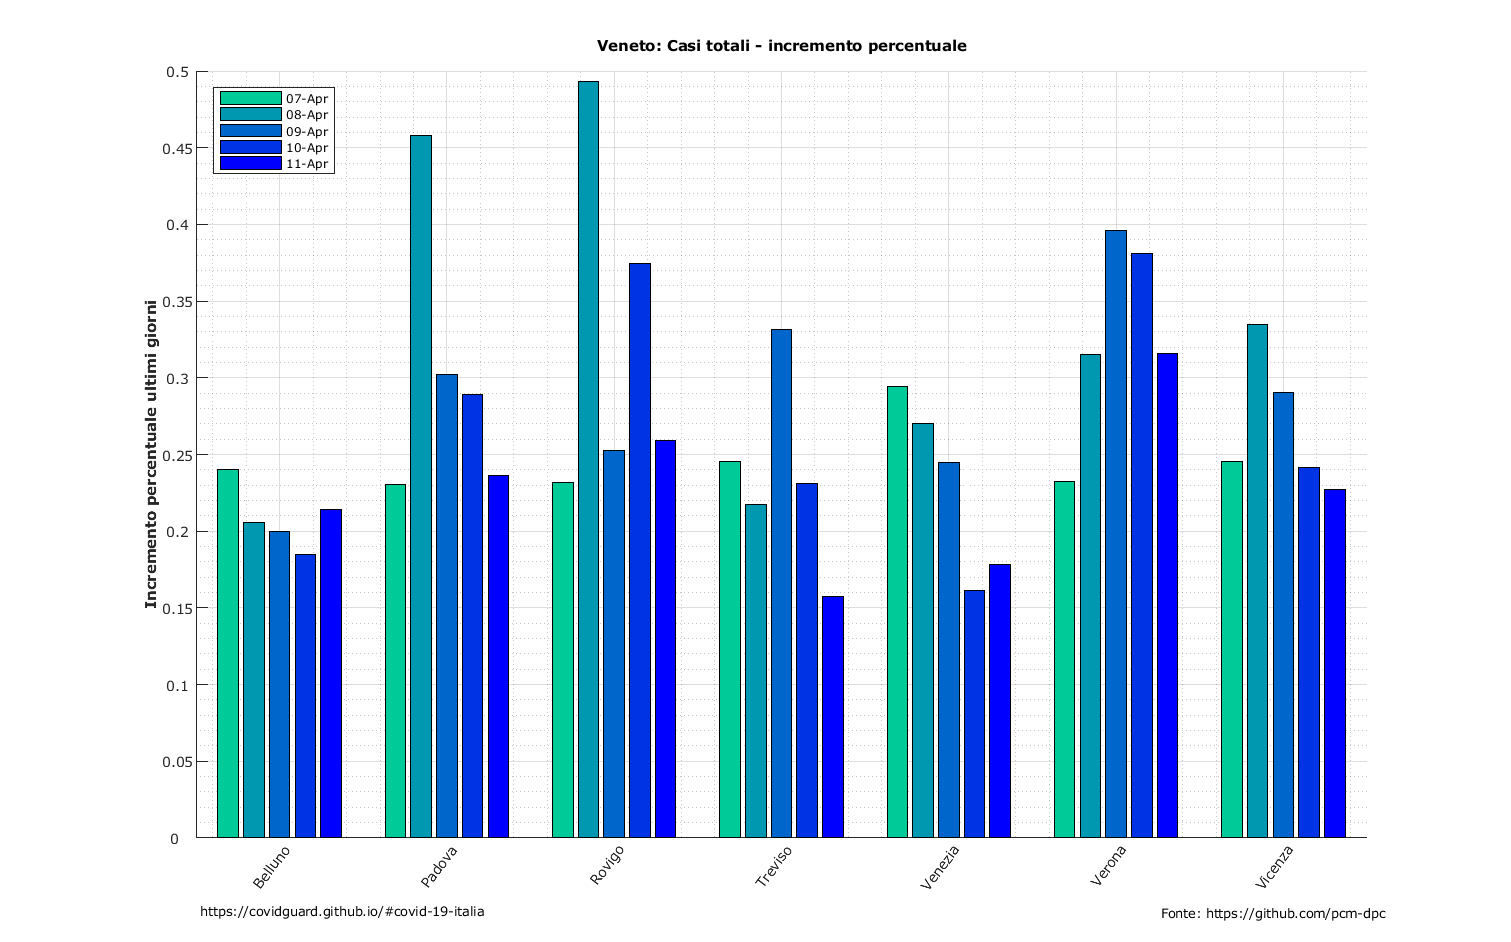 Veneto: Casi totali - incremento percentuale
Incremento percentuale ultimi giorni
0.5
0.45
0.4
0.35
0.3
0.25
0.2
0.15
0.1
0.05
0
07-Apr
08-Apr
09-Apr
10-Apr
11-Apr
Belluno
Padova
Rovigo
Treviso
Venezia
Verona
Vicenza
https://covidguard.github.io/#covid-19-italia
Fonte: https://github.com/pcm-dpc